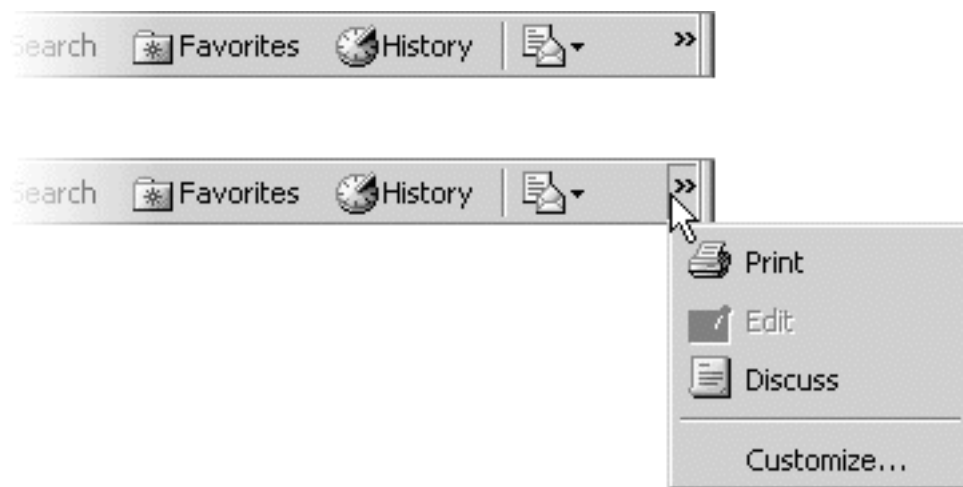 Search Favorites History »
Search Favorites History »
Print
Edit
Discuss
Customize...